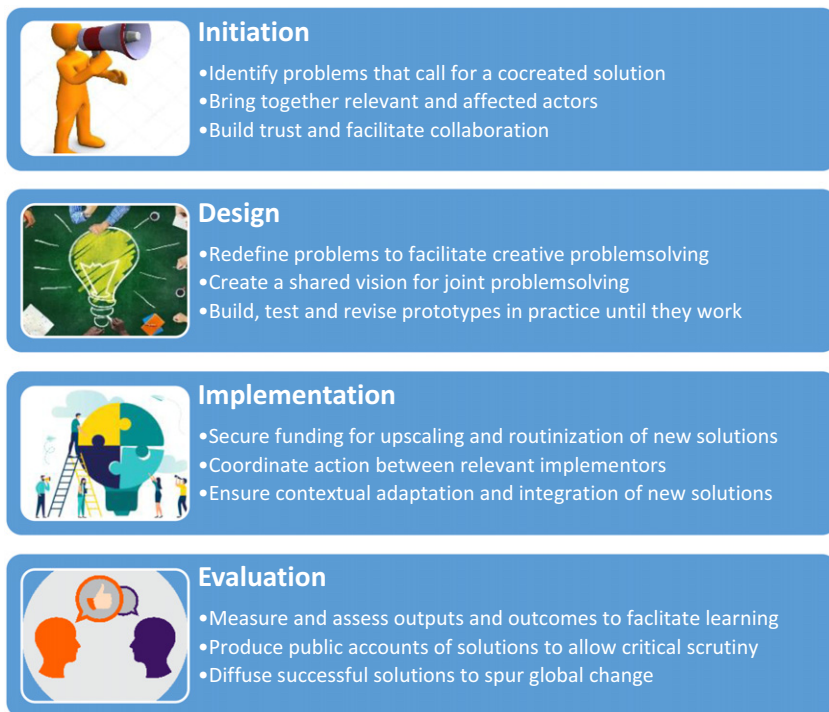 Initiation
•Identify problems that call for a cocreated solution
•Bring together relevant and affected actors
•Build trust and facilitate collaboration
Design
•Redefine problems to facilitate creative problemsolving
•Create a shared vision for joint problemsolving
•Build, test and revise prototypes in practice until they work
Implementation
•Secure funding for upscaling and routinization of new solutions
•Coordinate action between relevant implementors
•Ensure contextual adaptation and integration of new solutions
Evaluation
•Measure and assess outputs and outcomes to faclitate learning
•Produce public accounts of solutions to allow critical scrutiny
•Diffuse successful solutions to spur global change